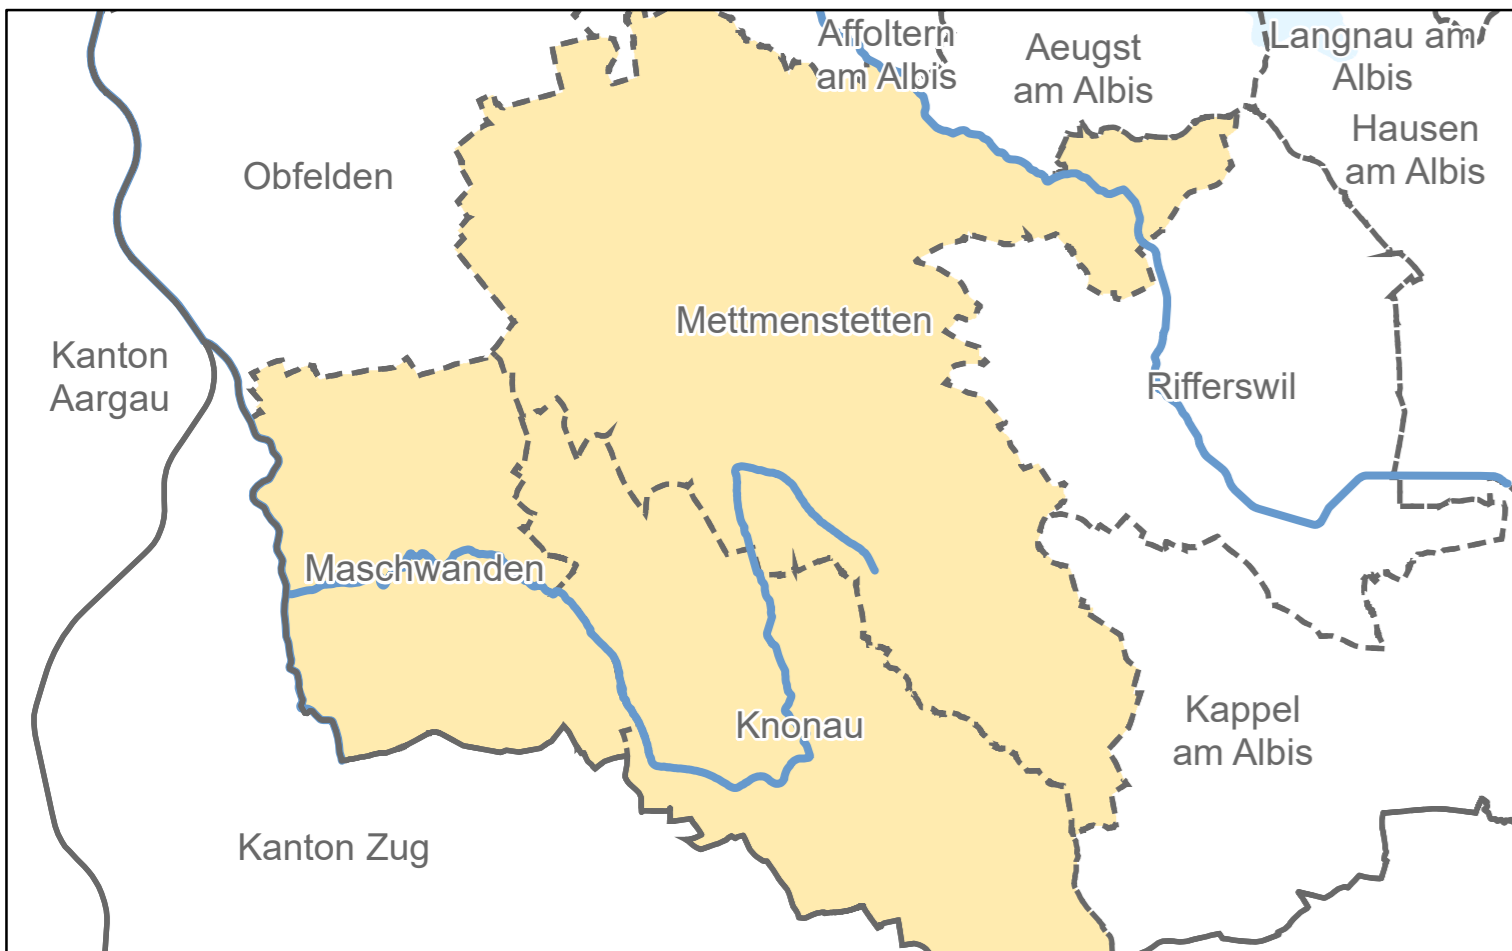 Affoltern
am Albis
Aeugst
am Albis
Langnau am
Albis
Hausen
am Albis
Obfelden
Mettmenstetten
Kanton
Aargau
Rifferswil
Maschwanden
Knonau
Kappel
am Albis
Kanton Zug